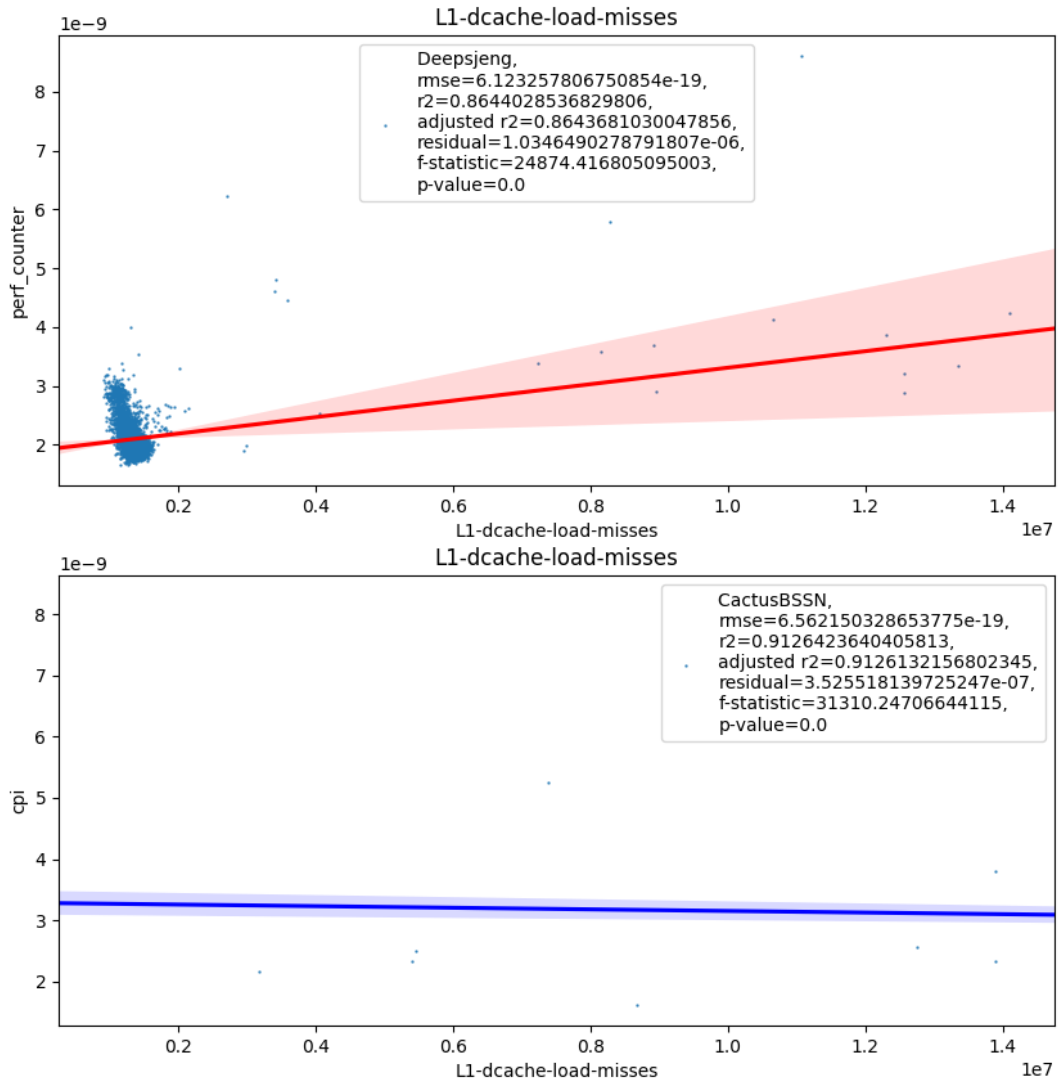 L1-dcache-load-misses
1e−9
Deepsjeng,
rmse=6.123257806750854e-19,
r2=0.8644028536829806,
adjusted r2=0.8643681030047856,
residual=1.0346490278791807e-06,
f-statistic=24874.416805095003,
p-value=0.0
perf_counter
8
7
6
5
4
3
2
0.2 0.4 0.6 0.8 1.0 1.2 1.4
L1-dcache-load-misses
1e7
L1-dcache-load-misses
1e−9
CactusBSSN,
rmse=6.562150328653775e-19,
r2=0.9126423640405813,
adjusted r2=0.9126132156802345,
residual=3.525518139725247e-07,
f-statistic=31310.24706644115,
p-value=0.0
cpi
8
7
6
5
4
3
2
0.2 0.4 0.6 0.8 1.0 1.2 1.4
L1-dcache-load-misses
1e7